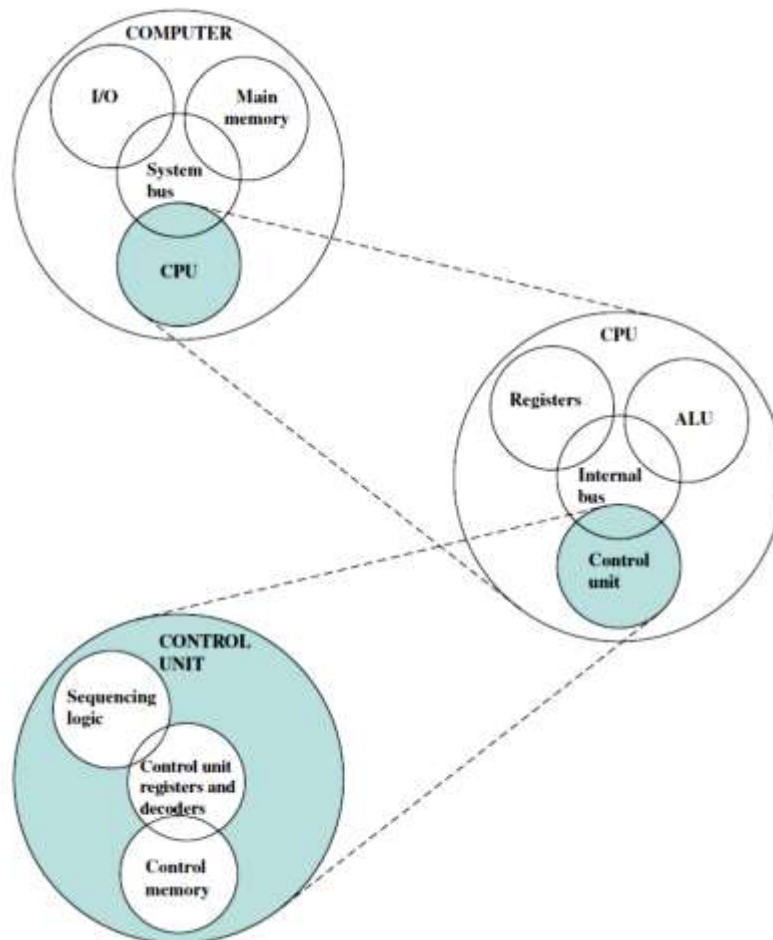 COMPUTER
I/O
Main
memory
System
bus
CPU
CPU
Registers
ALU
Internal
bus
Control
unit
CONTROL
UNIT
Sequencing
logic
Control unit
registers and
decoders
Control
memory